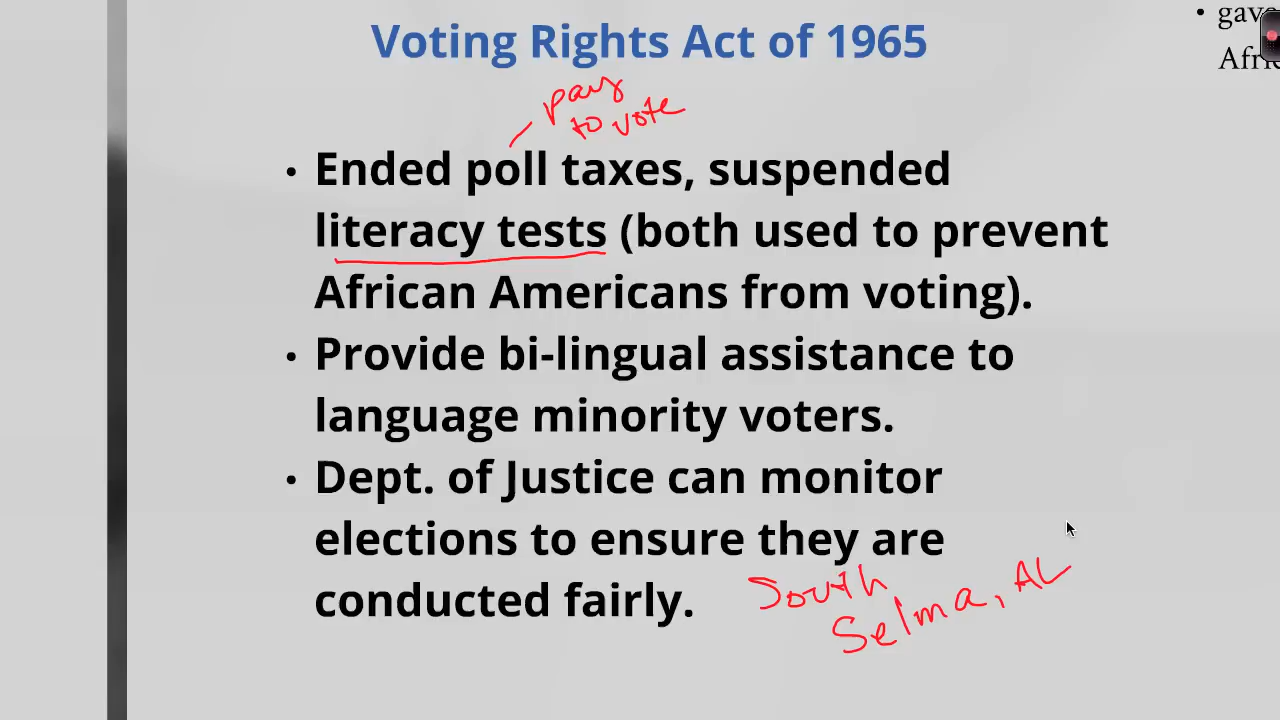 Voting Rights Act of 1965
• gave
Afri
pay
to vote
• Ended poll taxes, suspended
literacy tests (both used to prevent
African Americans from voting).
• Provide bi-lingual assistance to
language minority voters.
• Dept. of Justice can monitor
elections to ensure they are
conducted fairly.
South
Selma, AL